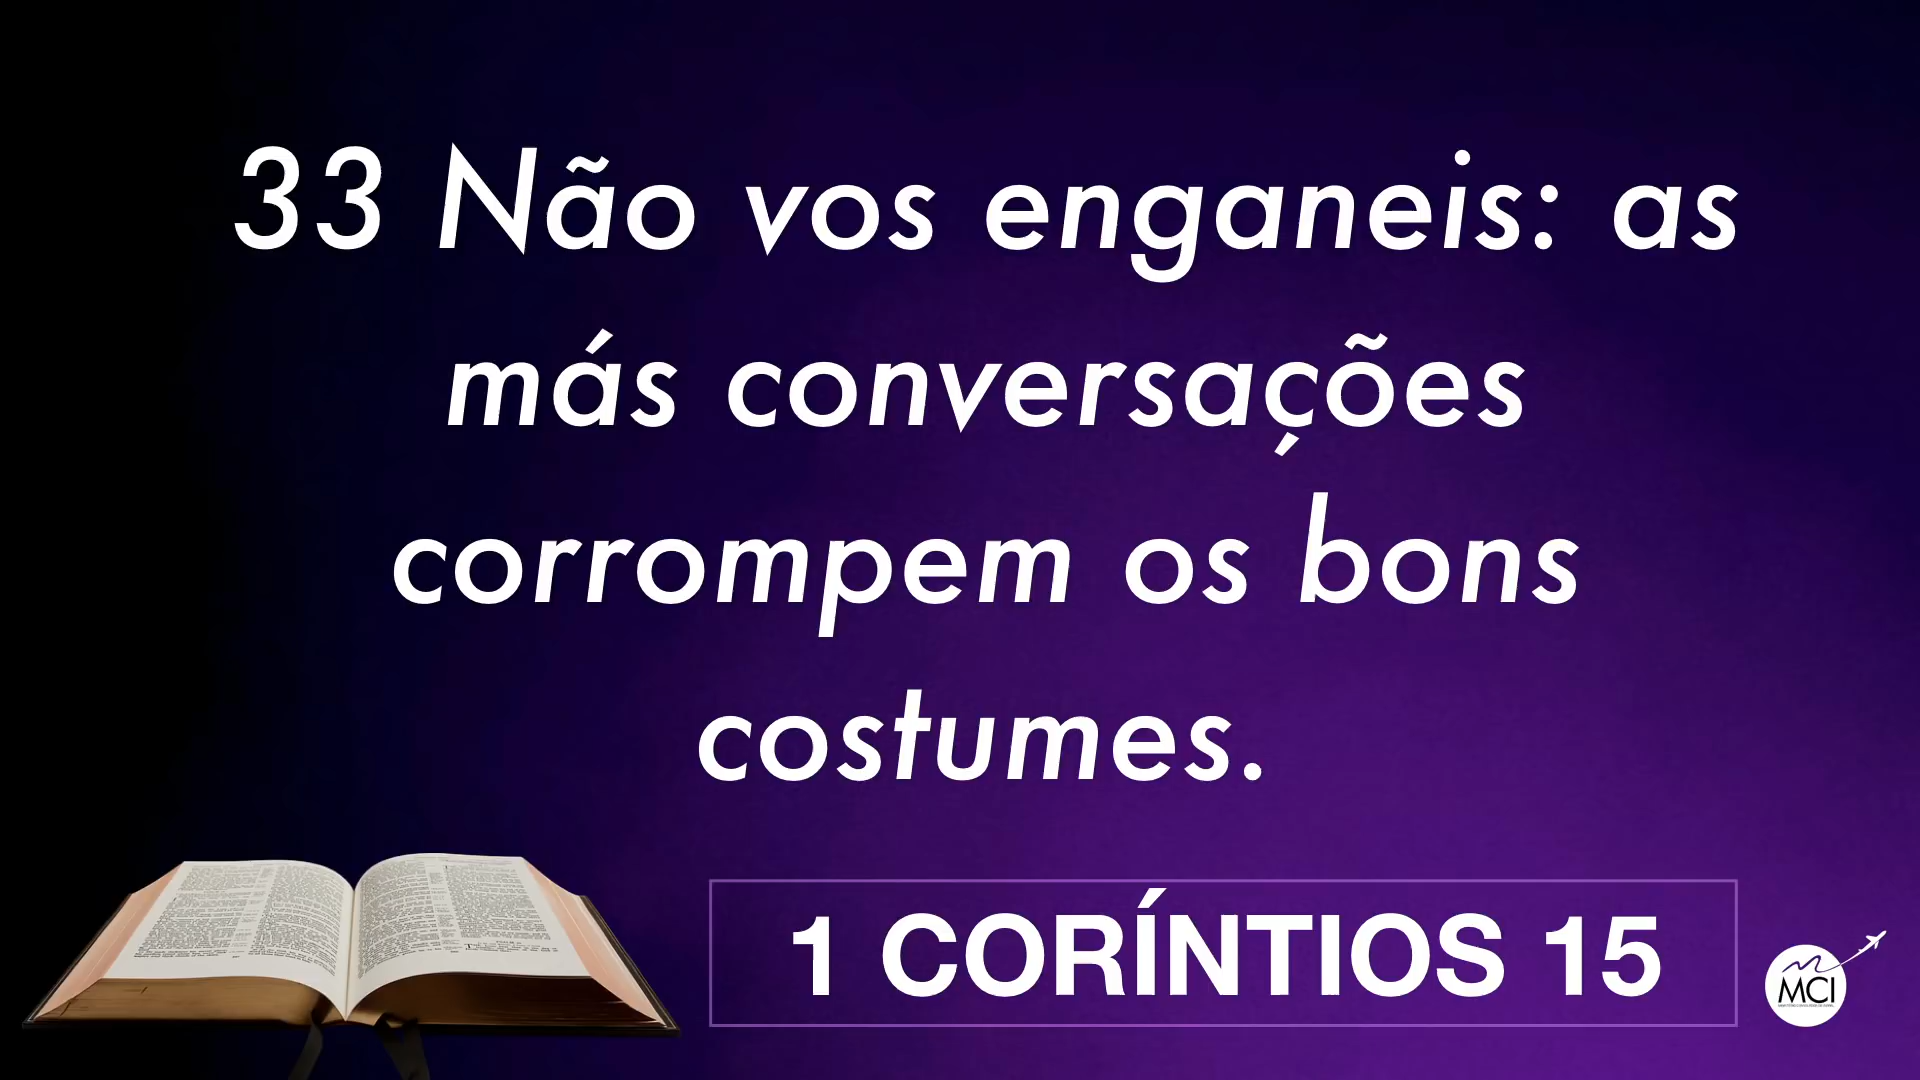 33 Não vos enganeis: as
más conversações
corrompem os bons
costumes.
1 CORÍNTIOS 15
MCI